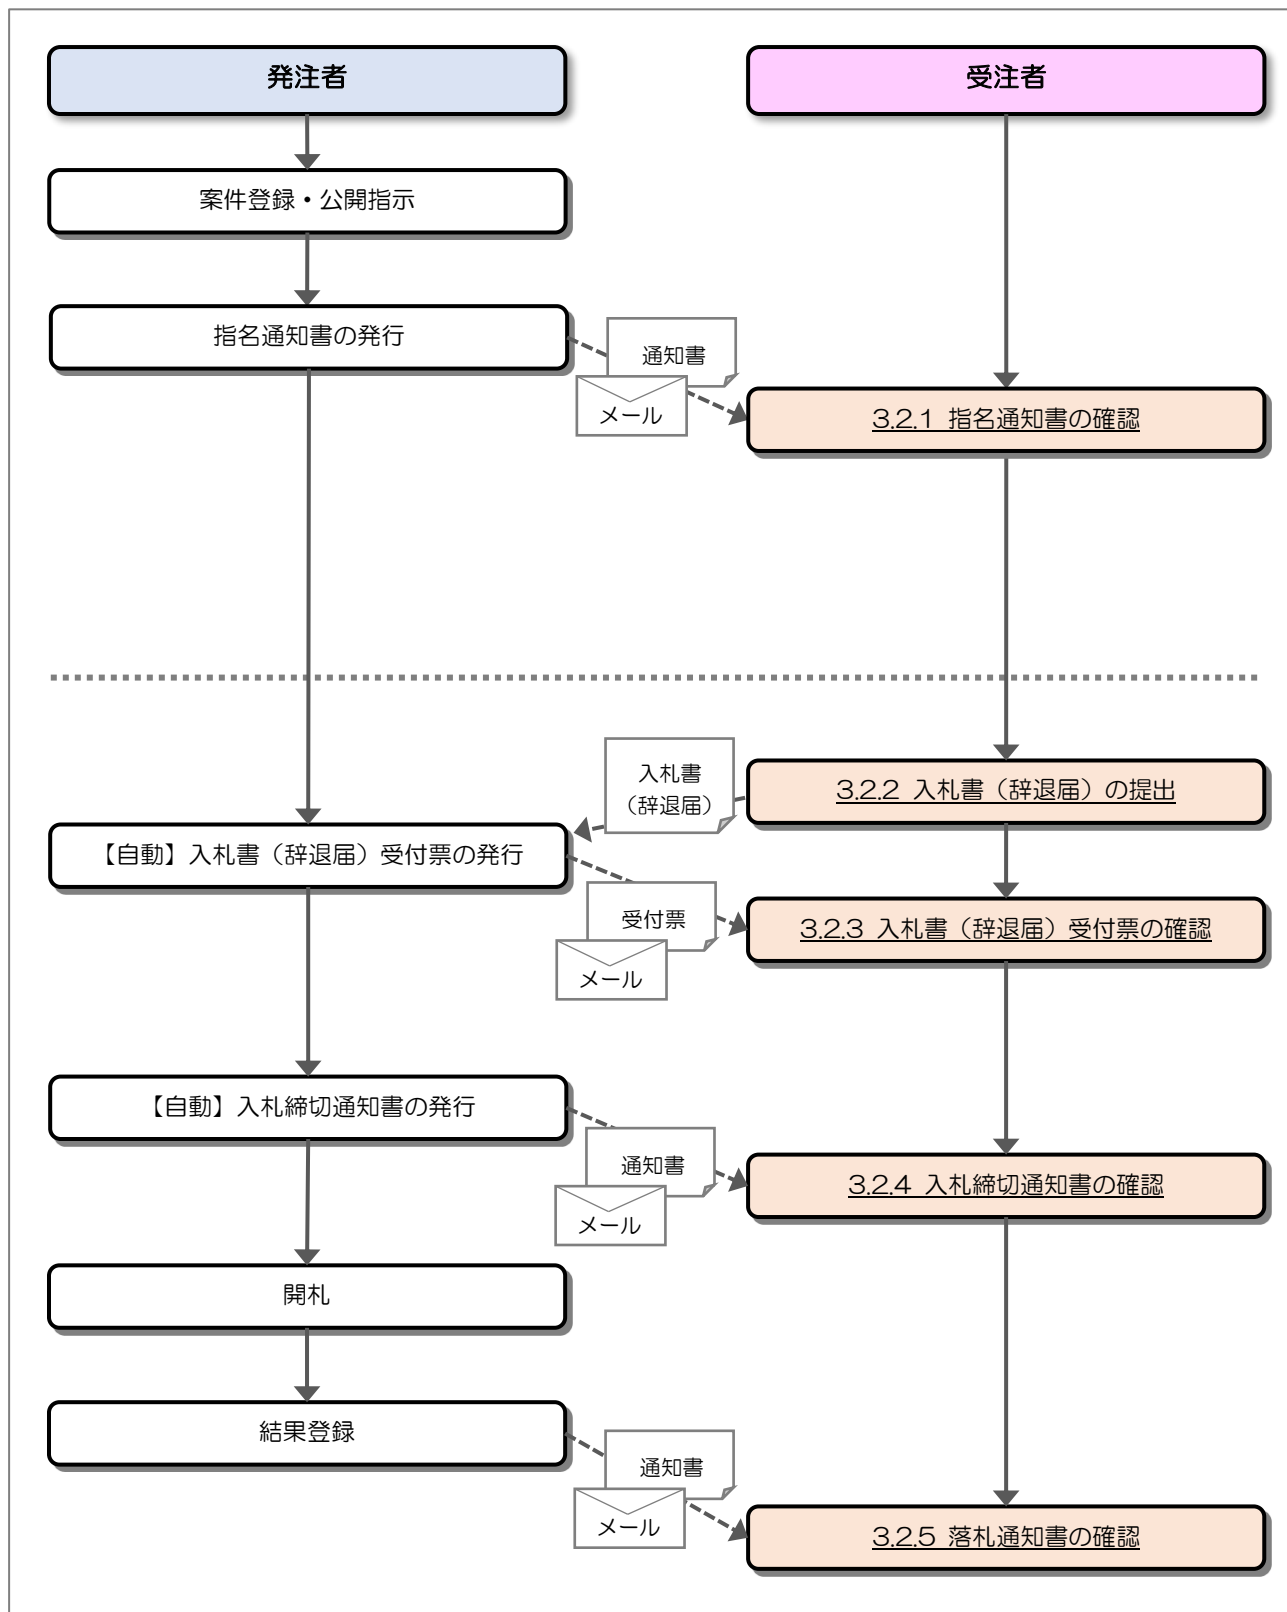 発注者
受注者
案件登録・公開指示
指名通知書の発行
通知書
メール
3.2.1 指名通知書の確認
入札書
（辞退届）
3.2.2 入札書（辞退届）の提出
【自動】入札書（辞退届）受付票の発行
受付票
メール
3.2.3 入札書（辞退届）受付票の確認
【自動】入札締切通知書の発行
通知書
メール
3.2.4 入札締切通知書の確認
開札
結果登録
通知書
メール
3.2.5 落札通知書の確認